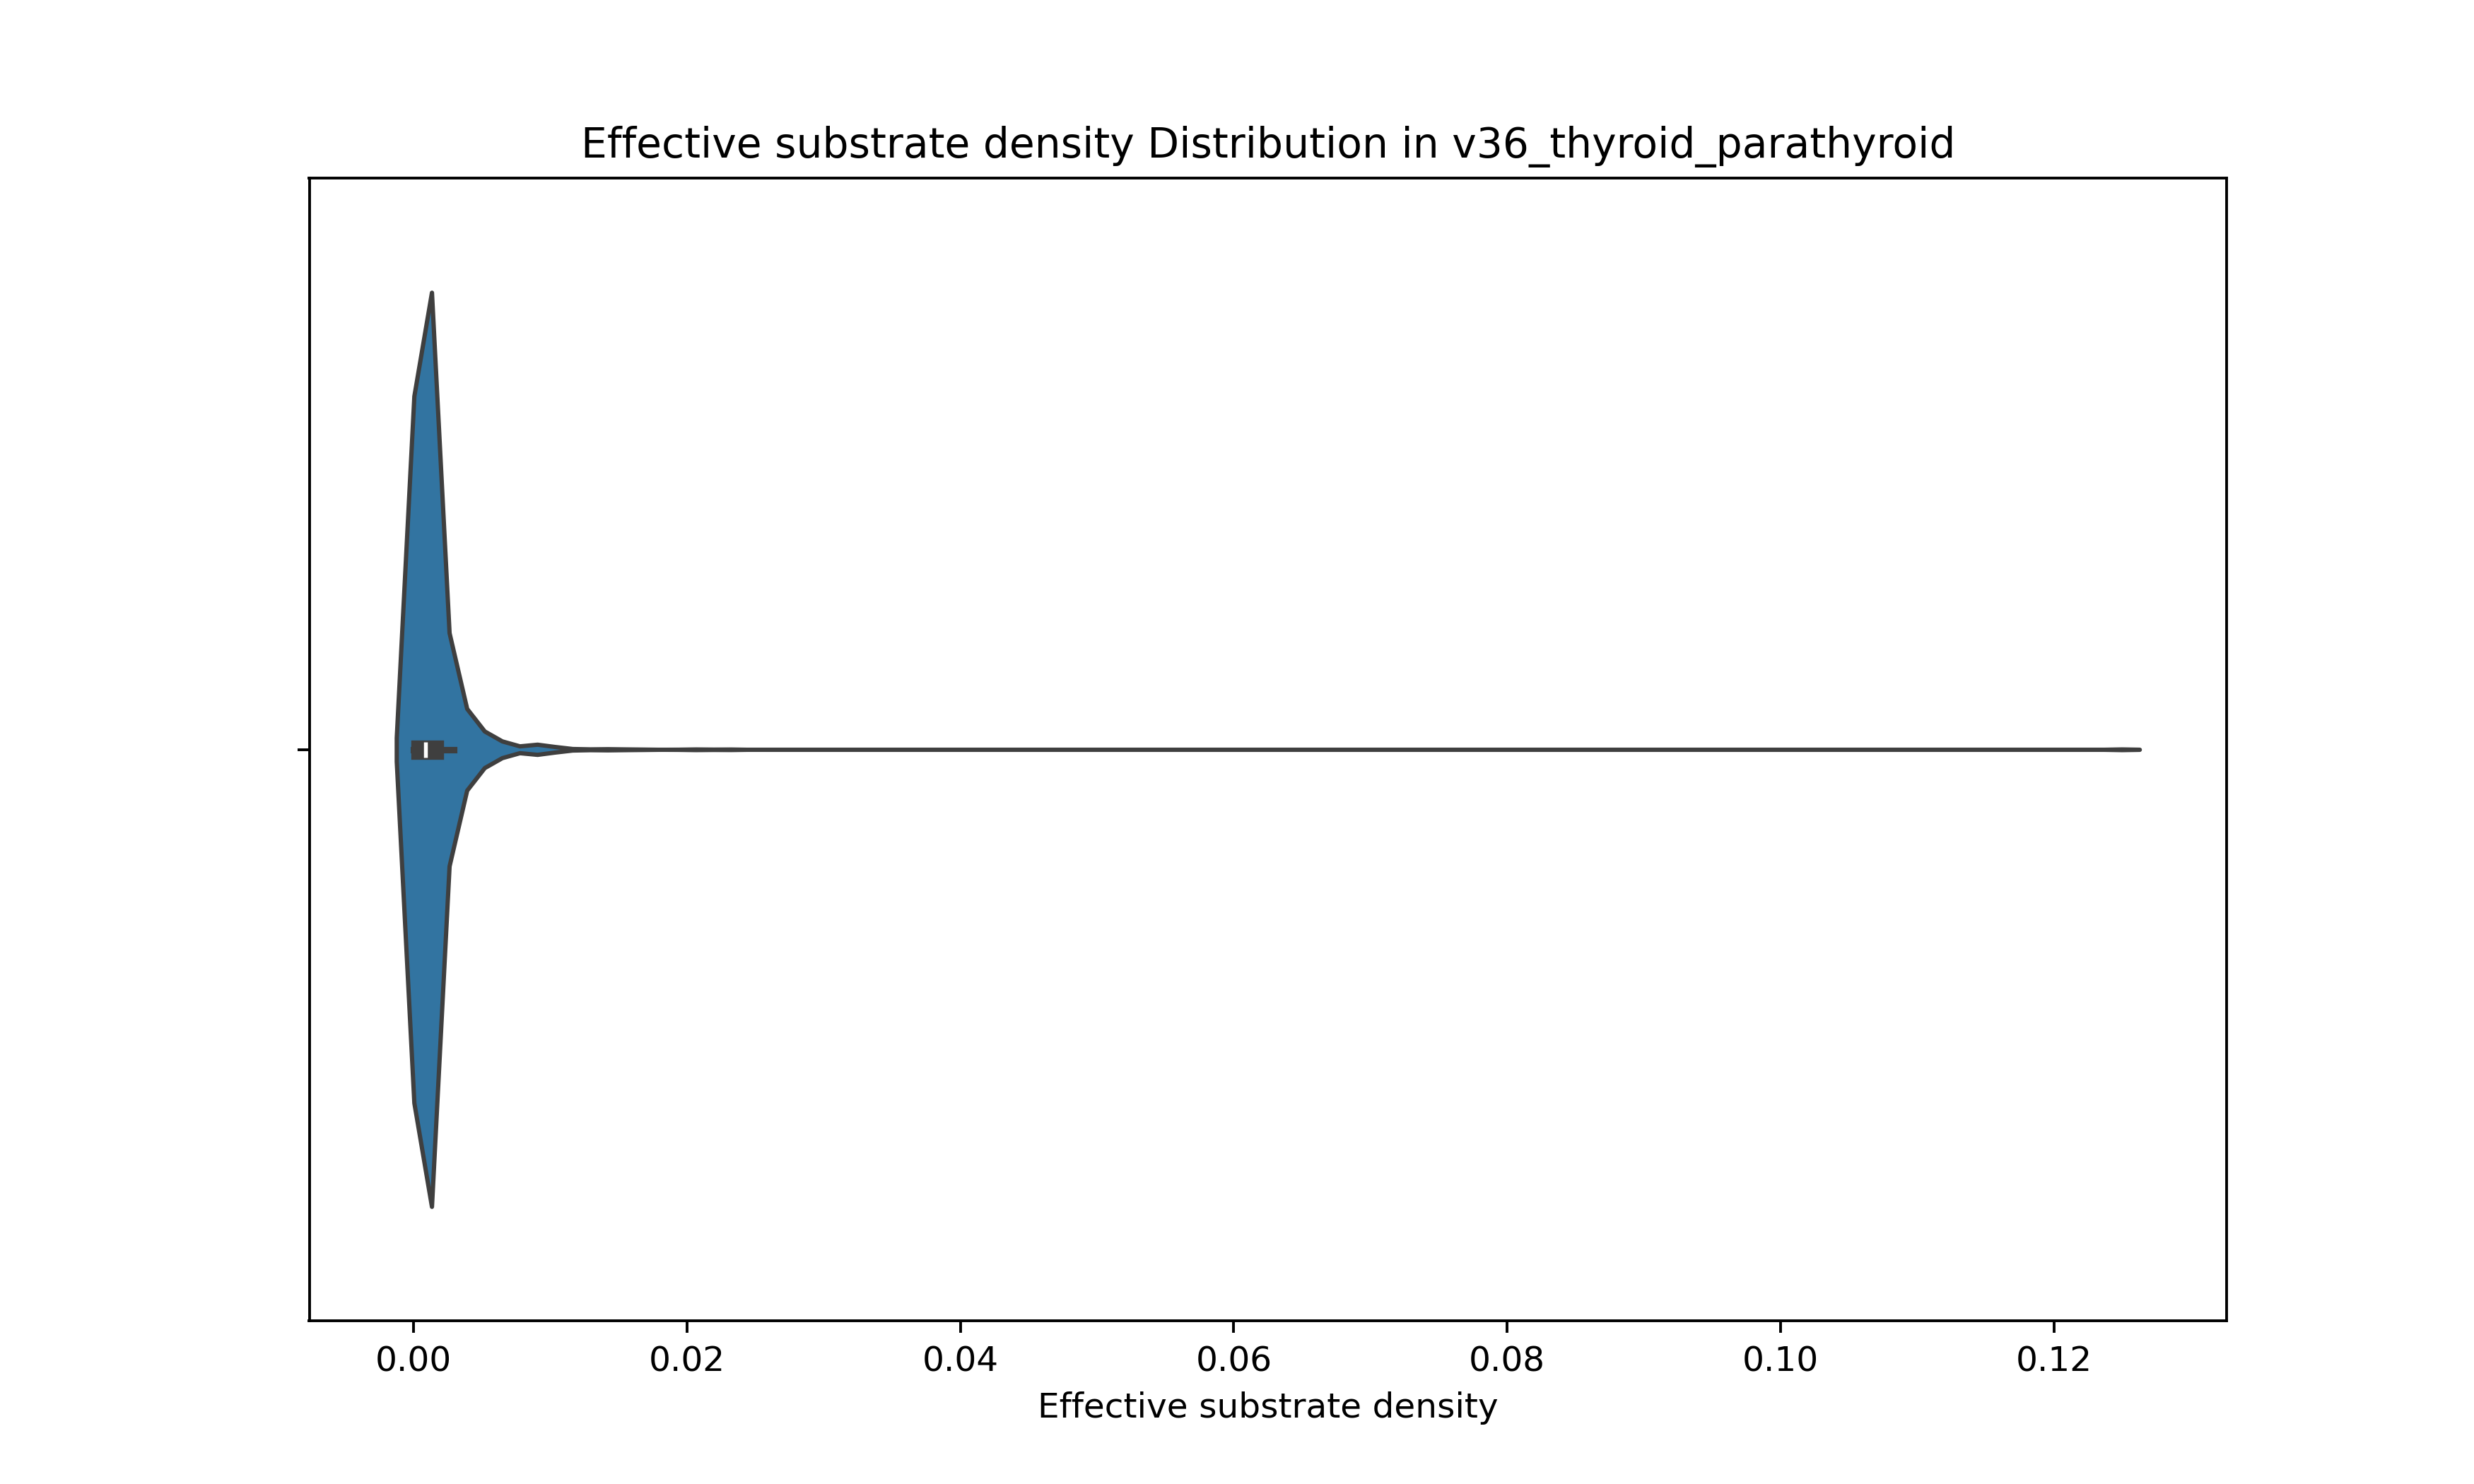 Effective substrate density Distribution in v36_thyroid_parathyroid
0.00 0.02 0.04 0.06 0.08 0.10 0.12
Effective substrate density